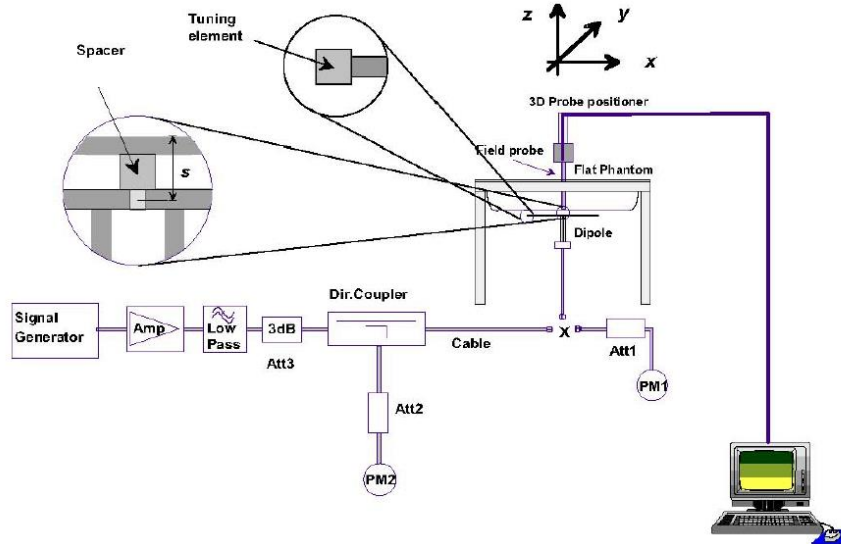 Tuning
element
Spacer
s
z
y
x
3D Probe positioner
Field probe
Flat Phantom
Dipole
Dir.Coupler
Signal
Generator
Amp
Low
Pass
3dB
Att3
Cable
X
Att1
PM1
Att2
PM2